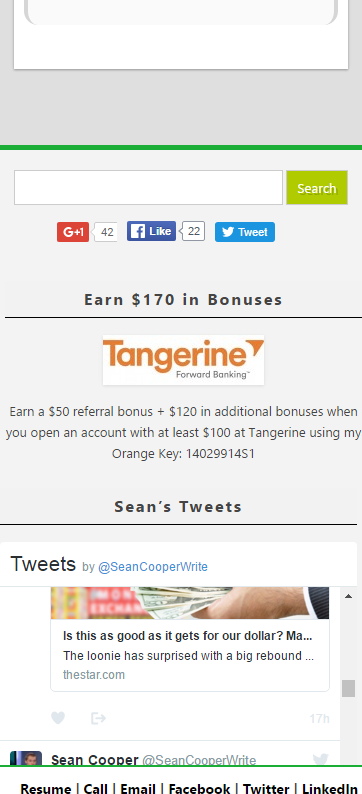 Search
G+1 42 Like 22 Tweet
Earn $170 in Bonuses
Tangerine
Forward Banking™
Earn a $50 referral bonus + $120 in additional bonuses when
you open an account with at least $100 at Tangerine using my
Orange Key: 14029914S1
Sean's Tweets
Tweets by @SeanCooperWrite
Is this as good as it gets for our dollar? Ma...
The loonie has surprised with a big rebound ...
thestar.com
17h
Sean Cooper @SeanCooperWrite
Resume | Call | Email | Facebook | Twitter | LinkedIn